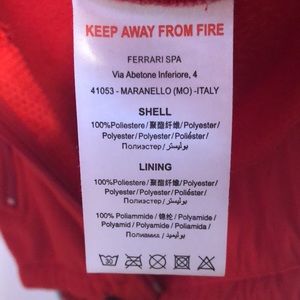 KEEP AWAY FROM FIRE
FERRARI SPA
Via Abetone Inferiore, 4
41053 - MARANELLO (MO) -ITALY
SHELL
100%Poliestere/聚酯纤维/Polyester/
Polyester/Polyester/Poliéster/
Полиэстер/بوليستر
LINING
100%Poliestere/聚酯纤维/Polyester/
Polyester/Polyester/Poliéster/
Полиэстер/بوليستر
100% Poliammide/锦纶/Polyamide/
Polyamid/Polyamide/Poliamida/
Полиамид/بوليميد
30